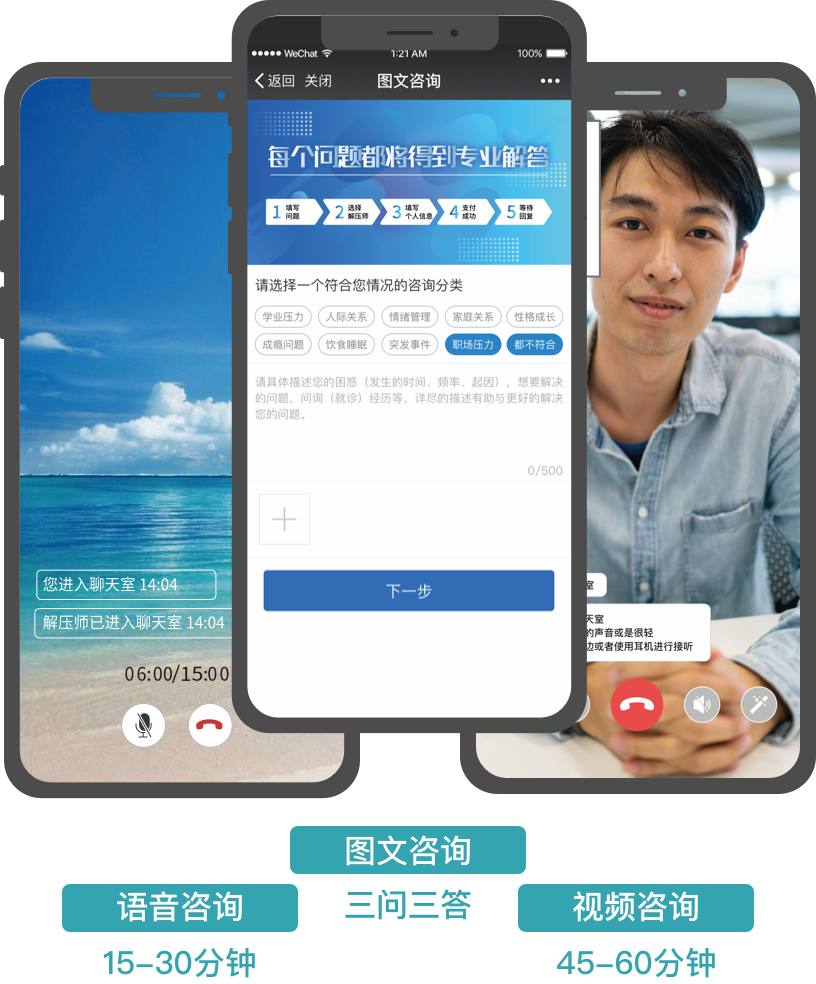 WeChat 1:21 AM 100%
返回 关闭 图文咨询
每个问题都将得到专业解答
1 填写问题 2 选择解压师 3 填写个人信息 4 支付成功 5 等待回复
请选择一个符合您情况的咨询分类
学业压力 人际关系 情绪管理 家庭关系 性格成长
成瘾问题 饮食睡眠 突发事件 职场压力 都不符合
请具体描述您的困惑（发生的时间、频率、起因），想要解决
的问题，问询（就诊）经历等，详尽的描述有助与更好的解决
您的问题。
0/500
下一步
您进入聊天室 14:04
解压师已进入聊天室 14:04
06:00/15:00
室
天室
的声音或是很轻
边或者使用耳机进行接听
图文咨询
三问三答
语音咨询
15-30分钟
视频咨询
45-60分钟